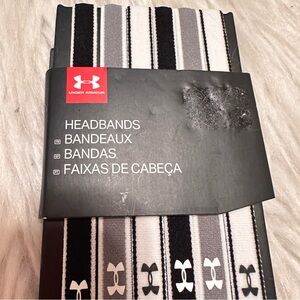 UNDER ARMOUR
HEADBANDS
BANDEAUX
BANDAS
FAIXAS DE CABEÇA